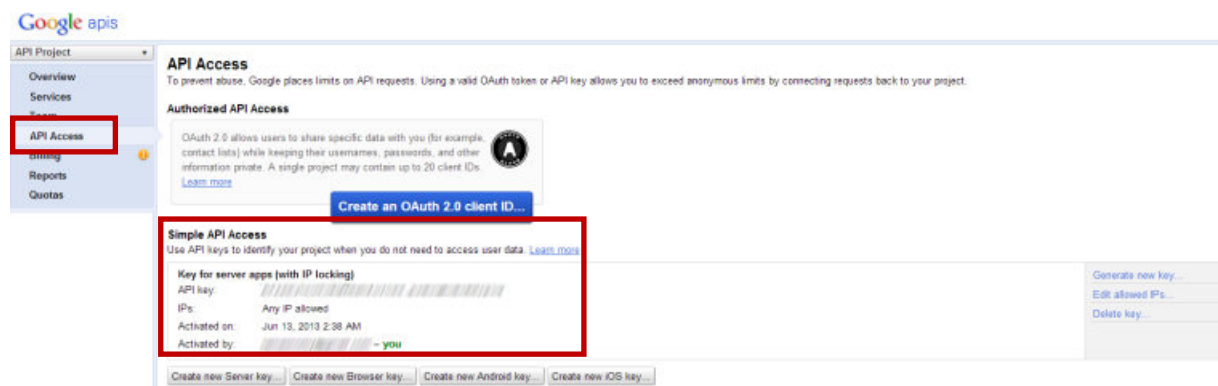 Google apis
API Project
Overview
Services
Team
API Access
Billing
Reports
Quotas
API Access
To prevent abuse, Google places limits on API requests. Using a valid OAuth token or API key allows you to exceed anonymous limits by connecting requests back to your project.
Authorized API Access
OAuth 2.0 allows users to share specific data with you (for example,
contact lists) while keeping their usernames, passwords, and other
information private. A single project may contain up to 20 client IDs.
Learn more
Create an OAuth 2.0 client ID...
Simple API Access
Use API keys to identify your project when you do not need to access user data. Learn more
Key for server apps (with IP locking)
API key:
IPs: Any IP allowed
Activated on: Jun 13, 2013 2:38 AM
Activated by: – you
Generate new key...
Edit allowed IPs...
Delete key...
Create new Server key... Create new Browser key... Create new Android key... Create new iOS key...